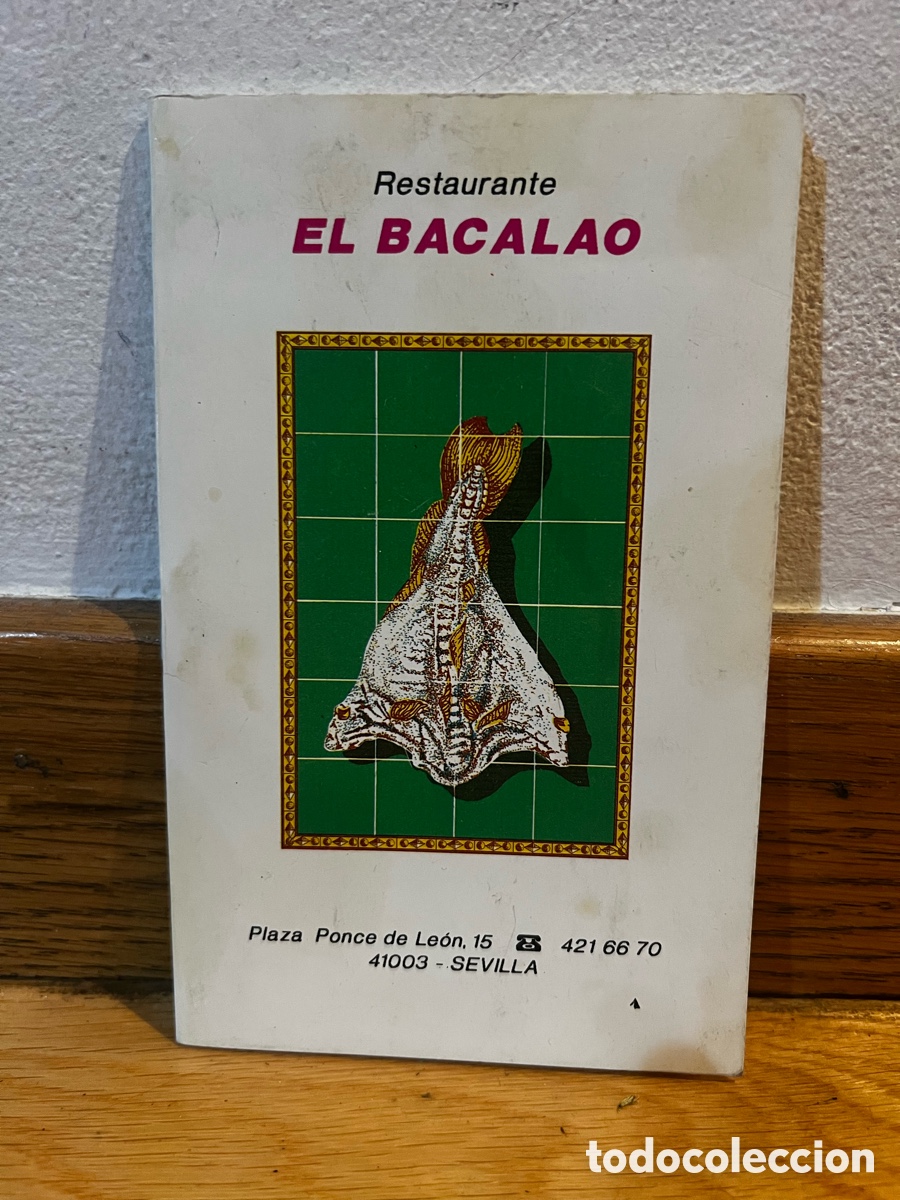 Restaurante
EL BACALAO
Plaza Ponce de León, 15 ☎ 421 66 70
41003 - SEVILLA
todocoleccion